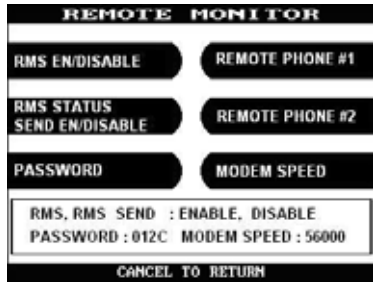 REMOTE MONITOR
RMS EN/DISABLE
REMOTE PHONE #1
RMS STATUS
SEND EN/DISABLE
REMOTE PHONE #2
PASSWORD
MODEM SPEED
RMS, RMS SEND : ENABLE, DISABLE
PASSWORD : 012C MODEM SPEED : 56000
CANCEL TO RETURN